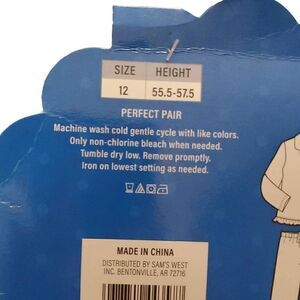 SIZE HEIGHT
12 55.5-57.5
PERFECT PAIR
Machine wash cold gentle cycle with like colors.
Only non-chlorine bleach when needed.
Tumble dry low. Remove promptly.
Iron on lowest setting as needed.
MADE IN CHINA
DISTRIBUTED BY SAM'S WEST
INC. BENTONVILLE, AR 72716